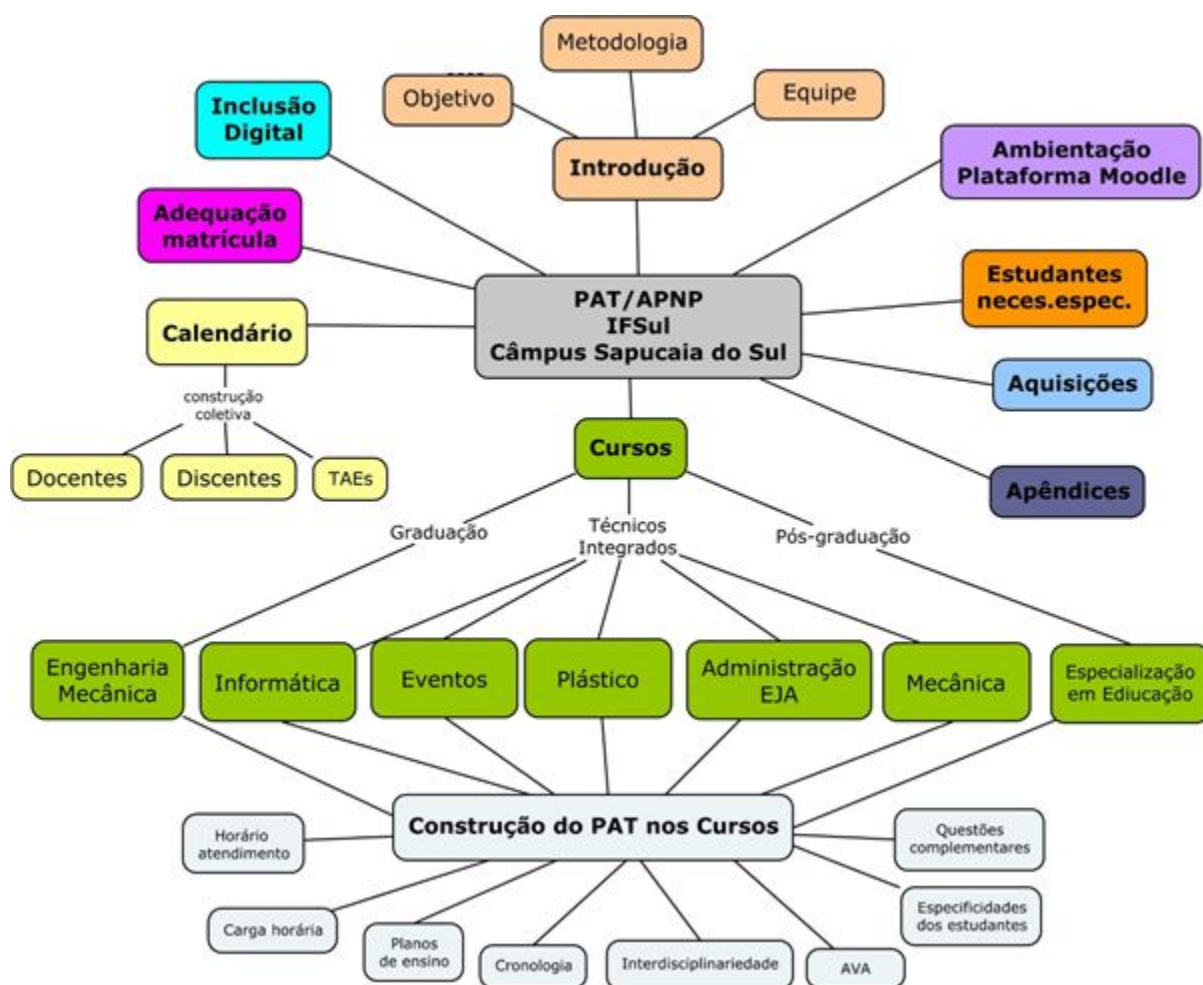 Metodologia
Objetivo
Equipe
Inclusão
Digital
Introdução
Ambientação
Plataforma Moodle
Adequação
matrícula
Estudantes
neces.espec.
PAT/APNP
IFSul
Câmpus Sapucaia do Sul
Calendário
Aquisições
construção
coletiva
Cursos
Docentes
Discentes
TAEs
Apêndices
Graduação
Técnicos
Integrados
Pós-graduação
Engenharia
Mecânica
Informática
Eventos
Plástico
Administração
EJA
Mecânica
Especialização
em Ediucação
Construção do PAT nos Cursos
Horário
atendimento
Questões
complementares
Carga horária
Planos
de ensino
Cronologia
Interdisciplinariedade
AVA
Especificidades
dos estudantes